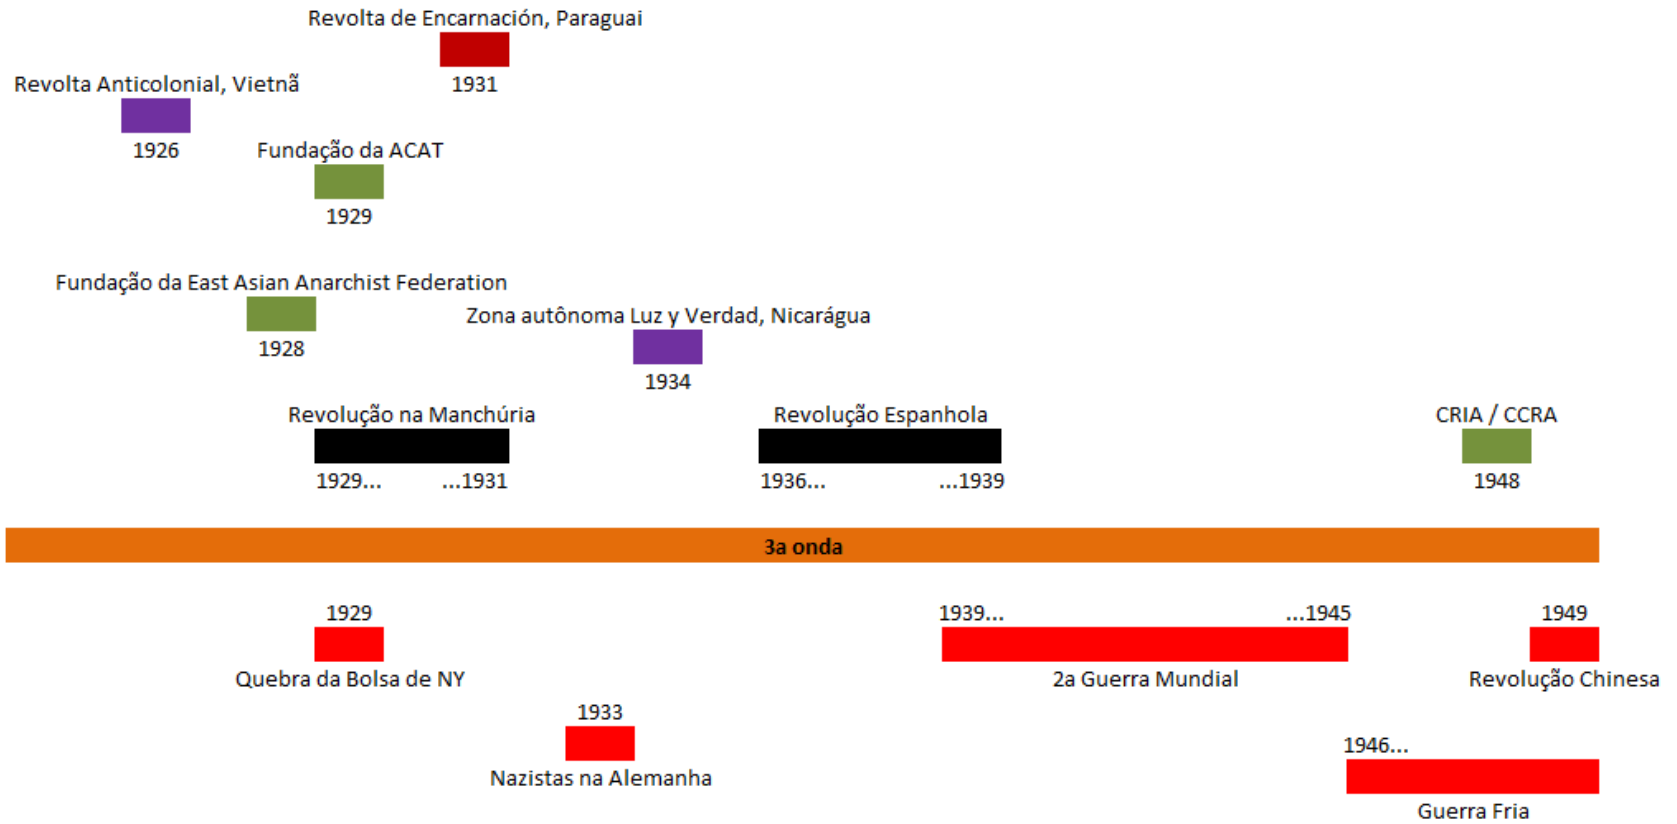 Revolta de Encarnación, Paraguai
1931
Revolta Anticolonial, Vietnã
1926
Fundação da ACAT
1929
Fundação da East Asian Anarchist Federation
1928
Zona autônoma Luz y Verdad, Nicarágua
1934
Revolução na Manchúria
1929... ...1931
Revolução Espanhola
1936... ...1939
CRIA / CCRA
1948
3a onda
1929
Quebra da Bolsa de NY
1933
Nazistas na Alemanha
1939... ...1945
2a Guerra Mundial
1949
Revolução Chinesa
1946...
Guerra Fria